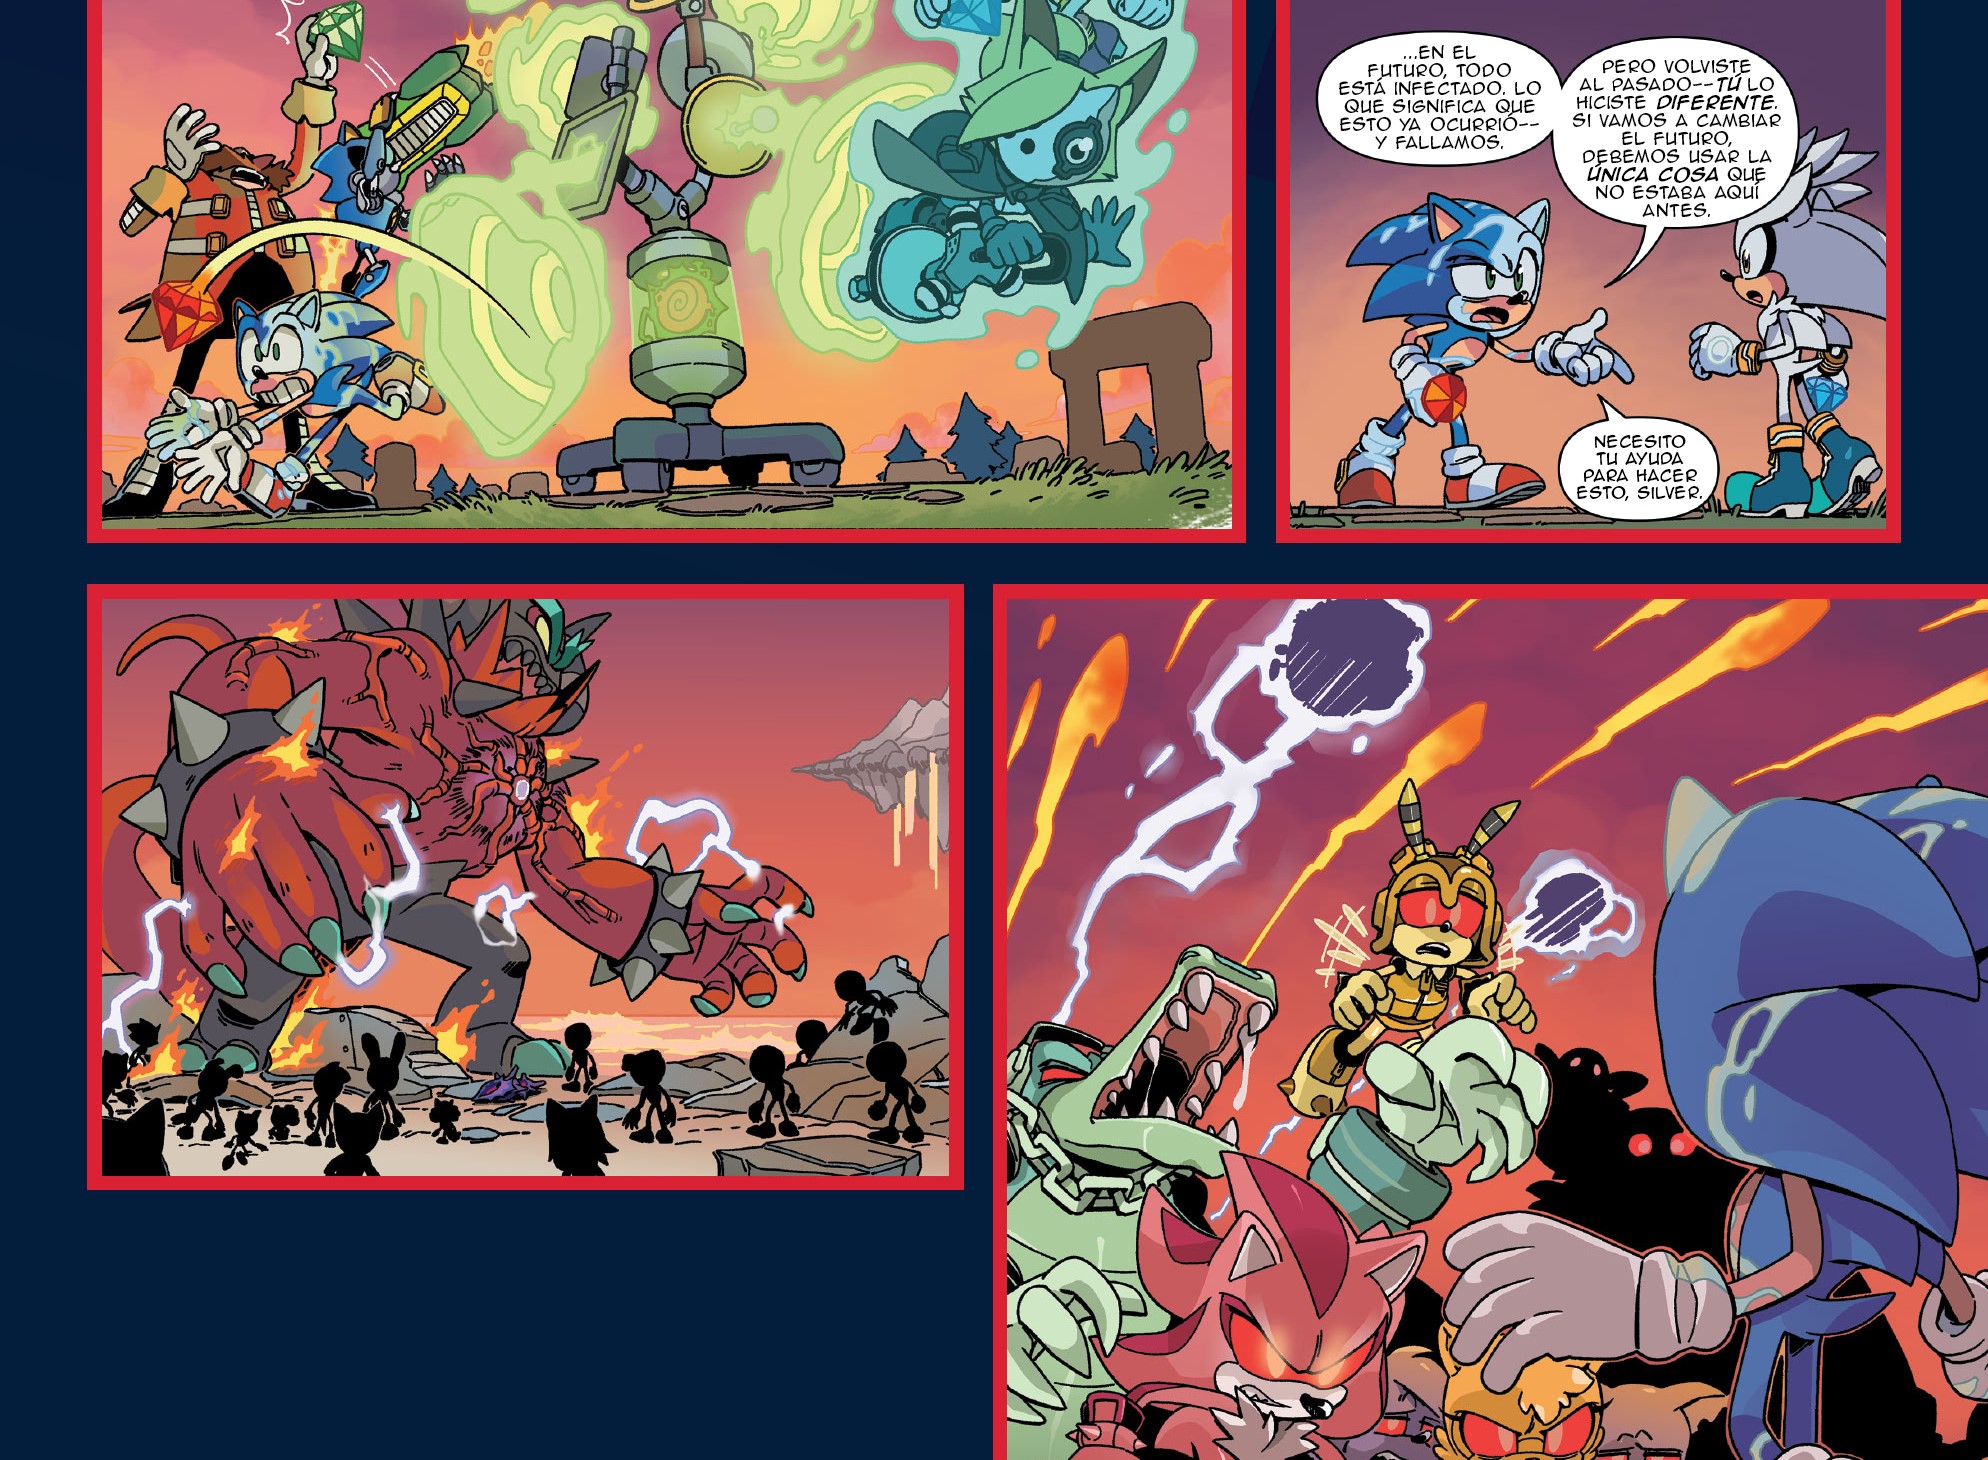 ...EN EL
FUTURO, TODO
ESTÁ INFECTADO. LO
QUE SIGNIFICA QUE
ESTO YA OCURRIÓ--
Y FALLAMOS.
PERO VOLVISTE
AL PASADO--TÚ LO
HICISTE DIFERENTE.
SI VAMOS A CAMBIAR
EL FUTURO,
DEBEMOS USAR LA
ÚNICA COSA QUE
NO ESTABA AQUÍ
ANTES.
NECESITO
TU AYUDA
PARA HACER
ESTO, SILVER.